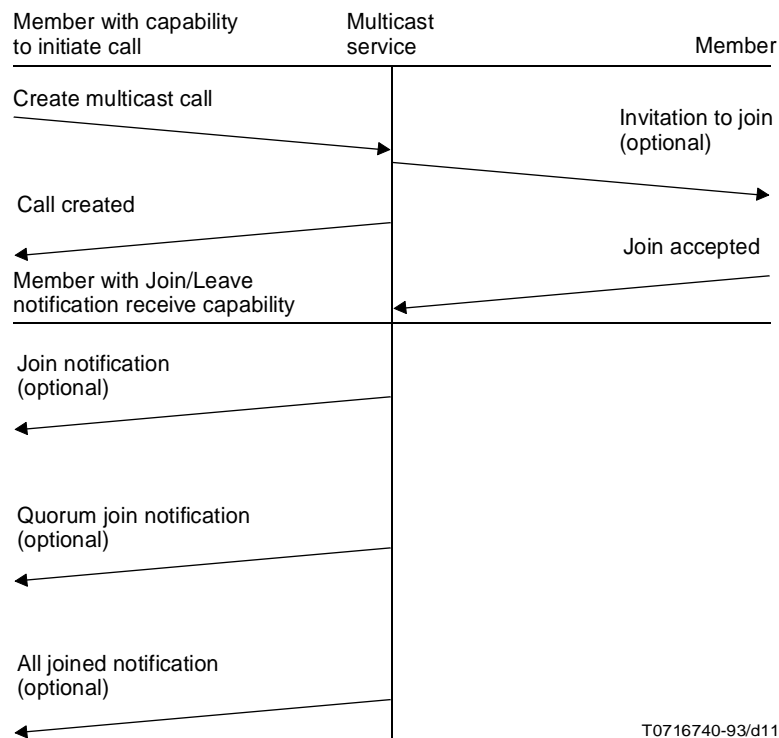 Member with capability
to initiate call
Multicast
service
Member
Create multicast call
Invitation to join
(optional)
Call created
Join accepted
Member with Join/Leave
notification receive capability
Join notification
(optional)
Quorum join notification
(optional)
All joined notification
(optional)
T0716740-93/d11